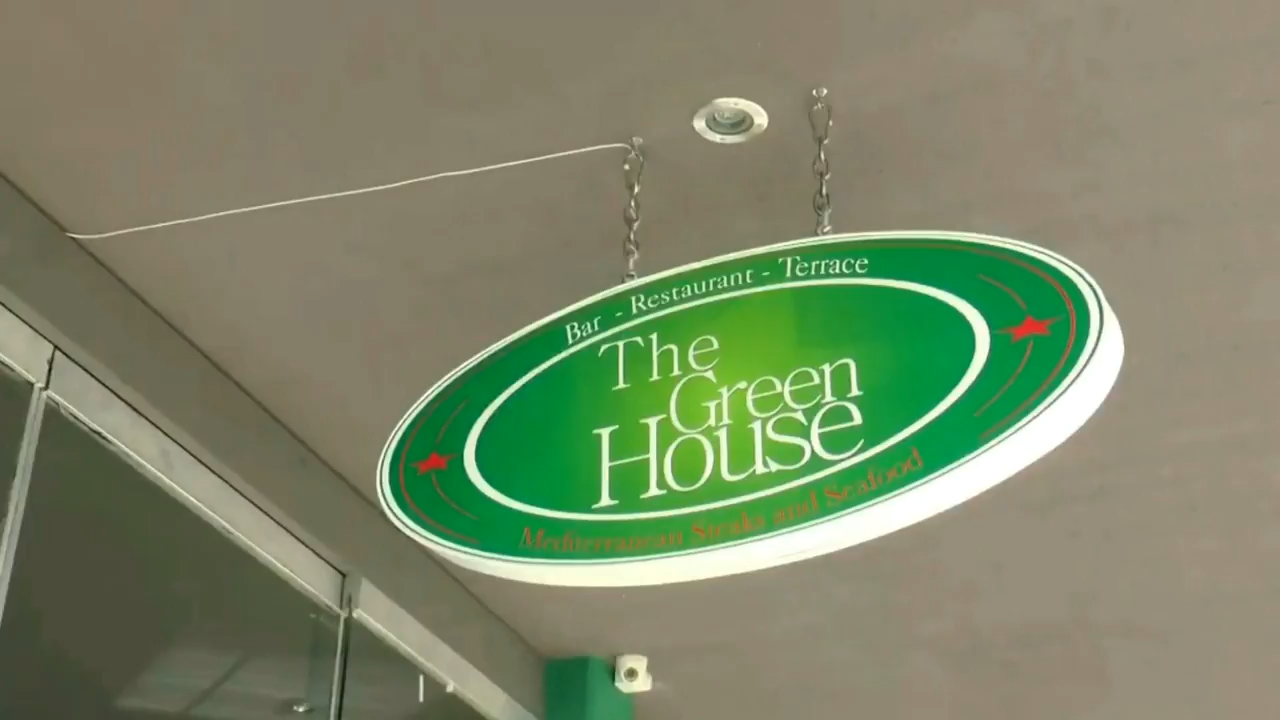 Bar - Restaurant - Terrace
The
Green
House
Mediterranean Steaks and Seafood